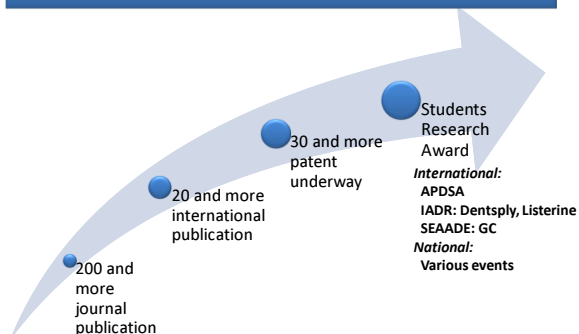 200 and
more
journal
publication
20 and more
international
publication
30 and more
patent
underway
Students
Research
Award
International:
APDSA
IADR: Dentsply, Listerine
SEAADE: GC
National:
Various events